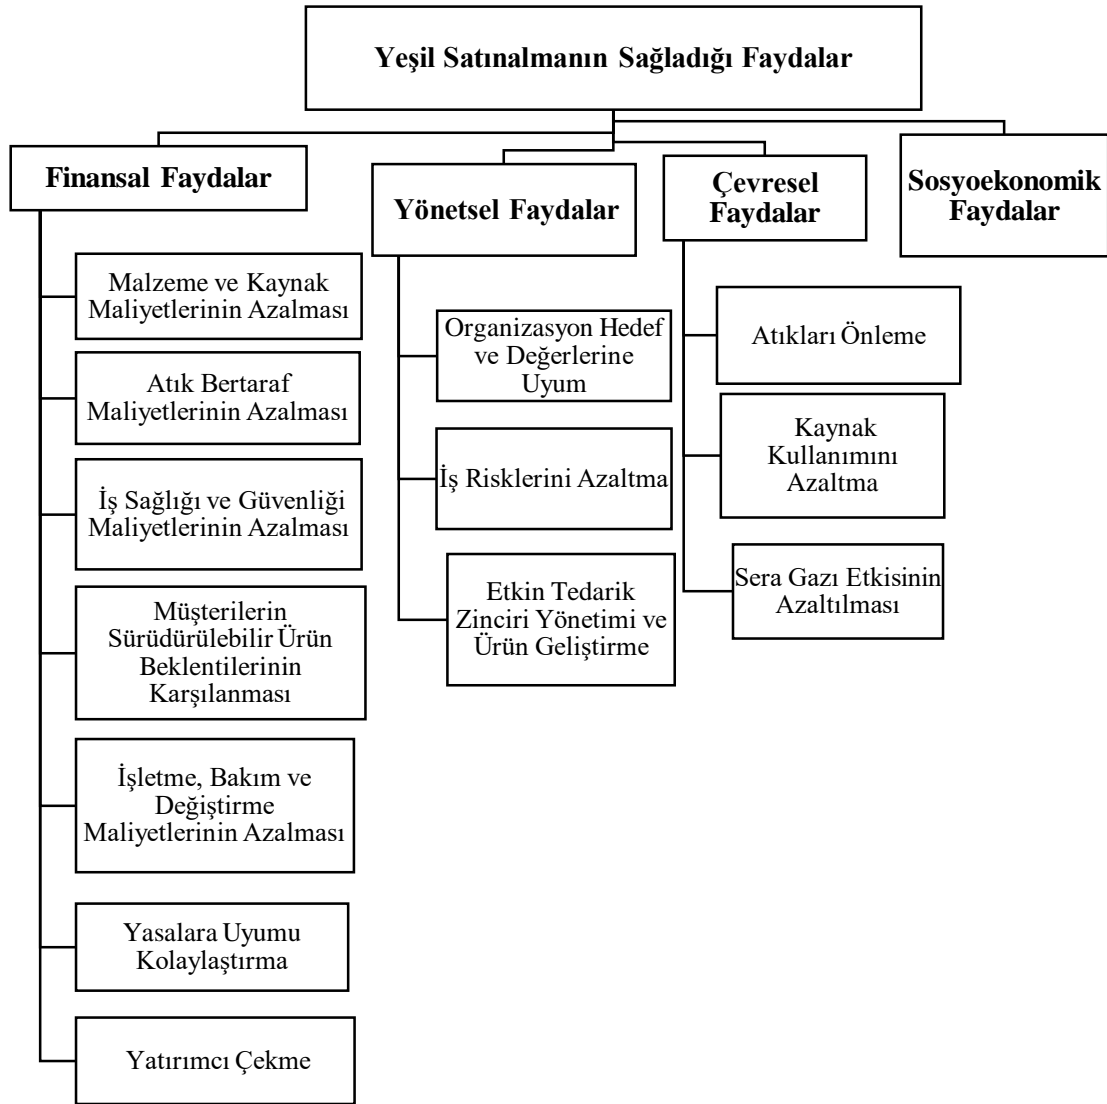 Yeşil Satınalmanın Sağladığı Faydalar
Finansal Faydalar
Malzeme ve Kaynak
Maliyetlerinin Azalması
Atık Bertaraf
Maliyetlerinin Azalması
İş Sağlığı ve Güvenliği
Maliyetlerinin Azalması
Müşterilerin
Sürüdürülebilir Ürün
Beklentilerinin
Karşılanması
İşletme, Bakım ve
Değiştirme
Maliyetlerinin Azalması
Yasalara Uyumu
Kolaylaştırma
Yatırımcı Çekme
Yönetsel Faydalar
Organizasyon Hedef
ve Değerlerine
Uyum
İş Risklerini Azaltma
Etkin Tedarik
Zinciri Yönetimi ve
Ürün Geliştirme
Çevresel
Faydalar
Atıkları Önleme
Kaynak
Kullanımını
Azaltma
Sera Gazı Etkisinin
Azaltılması
Sosyoekonomik
Faydalar